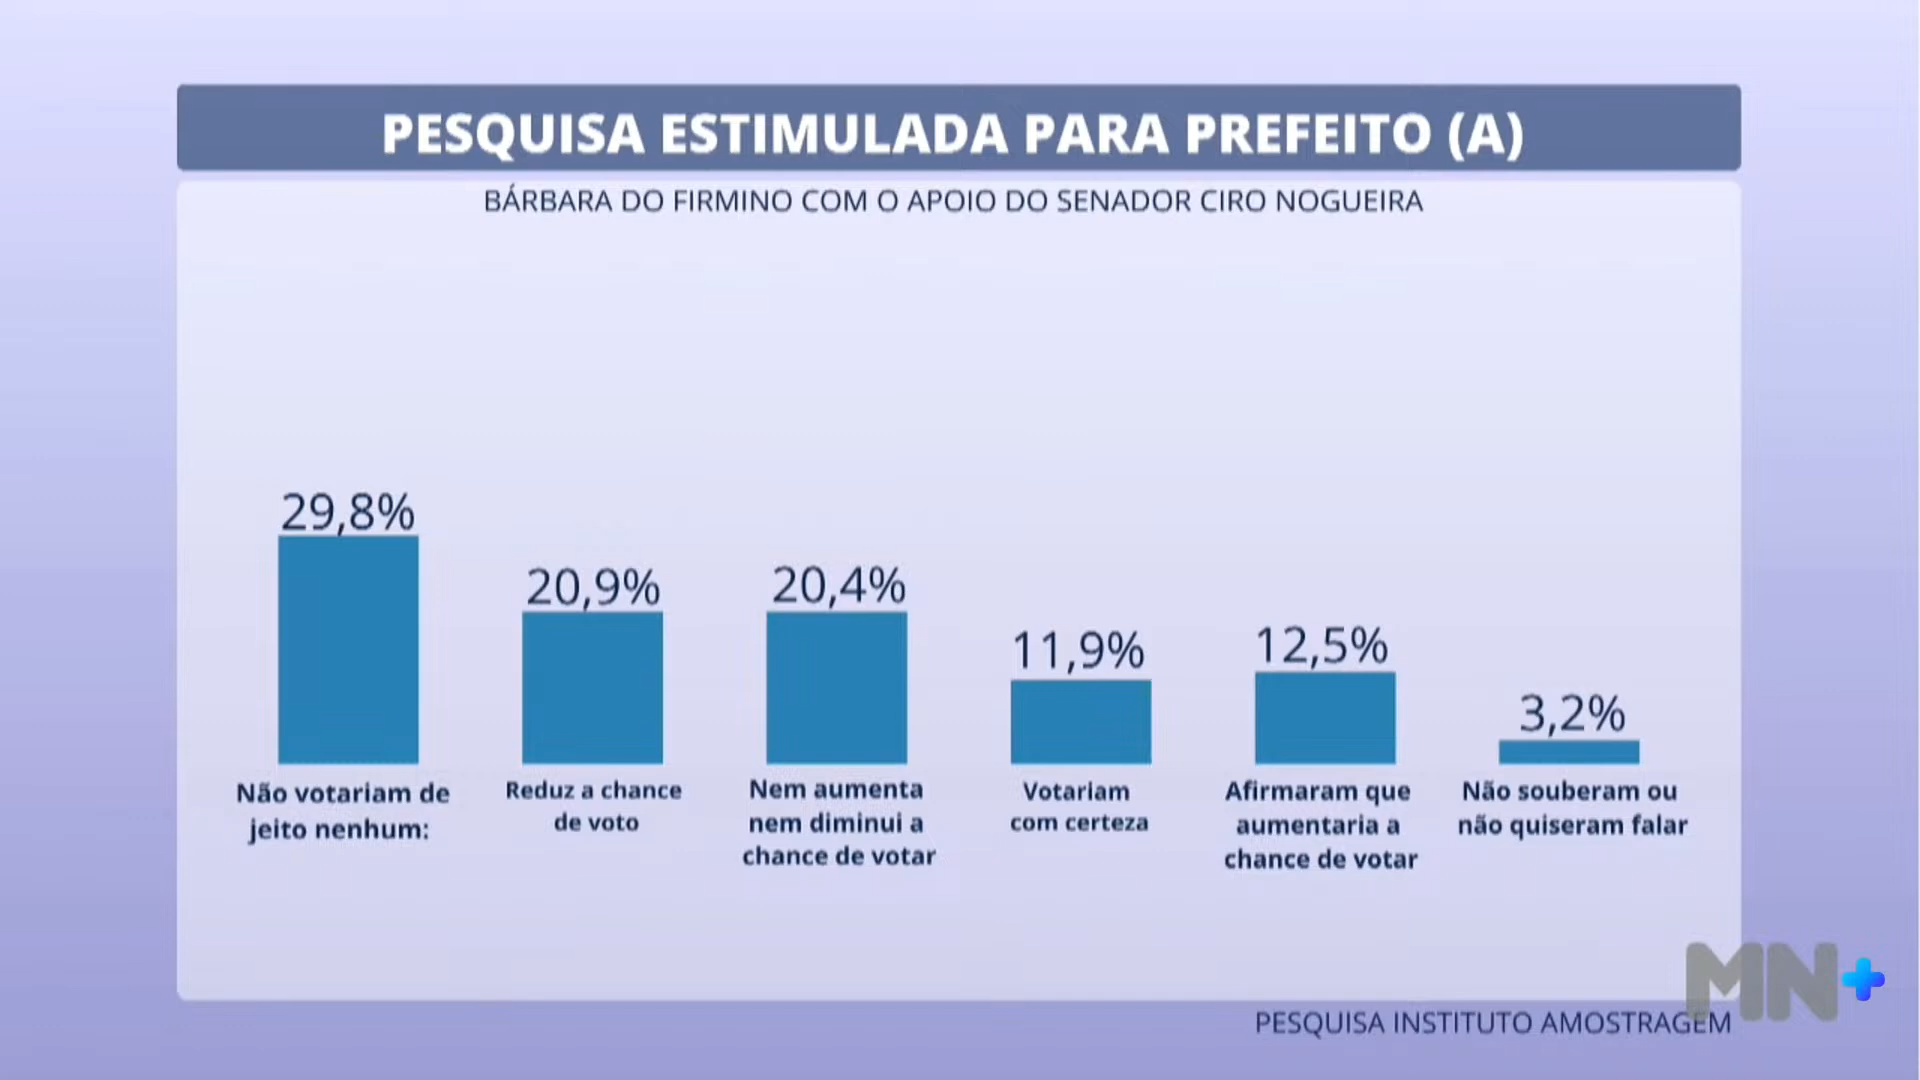 PESQUISA ESTIMULADA PARA PREFEITO (A)
BÁRBARA DO FIRMINO COM O APOIO DO SENADOR CIRO NOGUEIRA
29,8%
Não votariam de
jeito nenhum:
20,9%
Reduz a chance
de voto
20,4%
Nem aumenta
nem diminui a
chance de votar
11,9%
Votariam
com certeza
12,5%
Afirmaram que
aumentaria a
chance de votar
3,2%
Não souberam ou
não quiseram falar
MN+
PESQUISA INSTITUTO AMOSTRAGEM